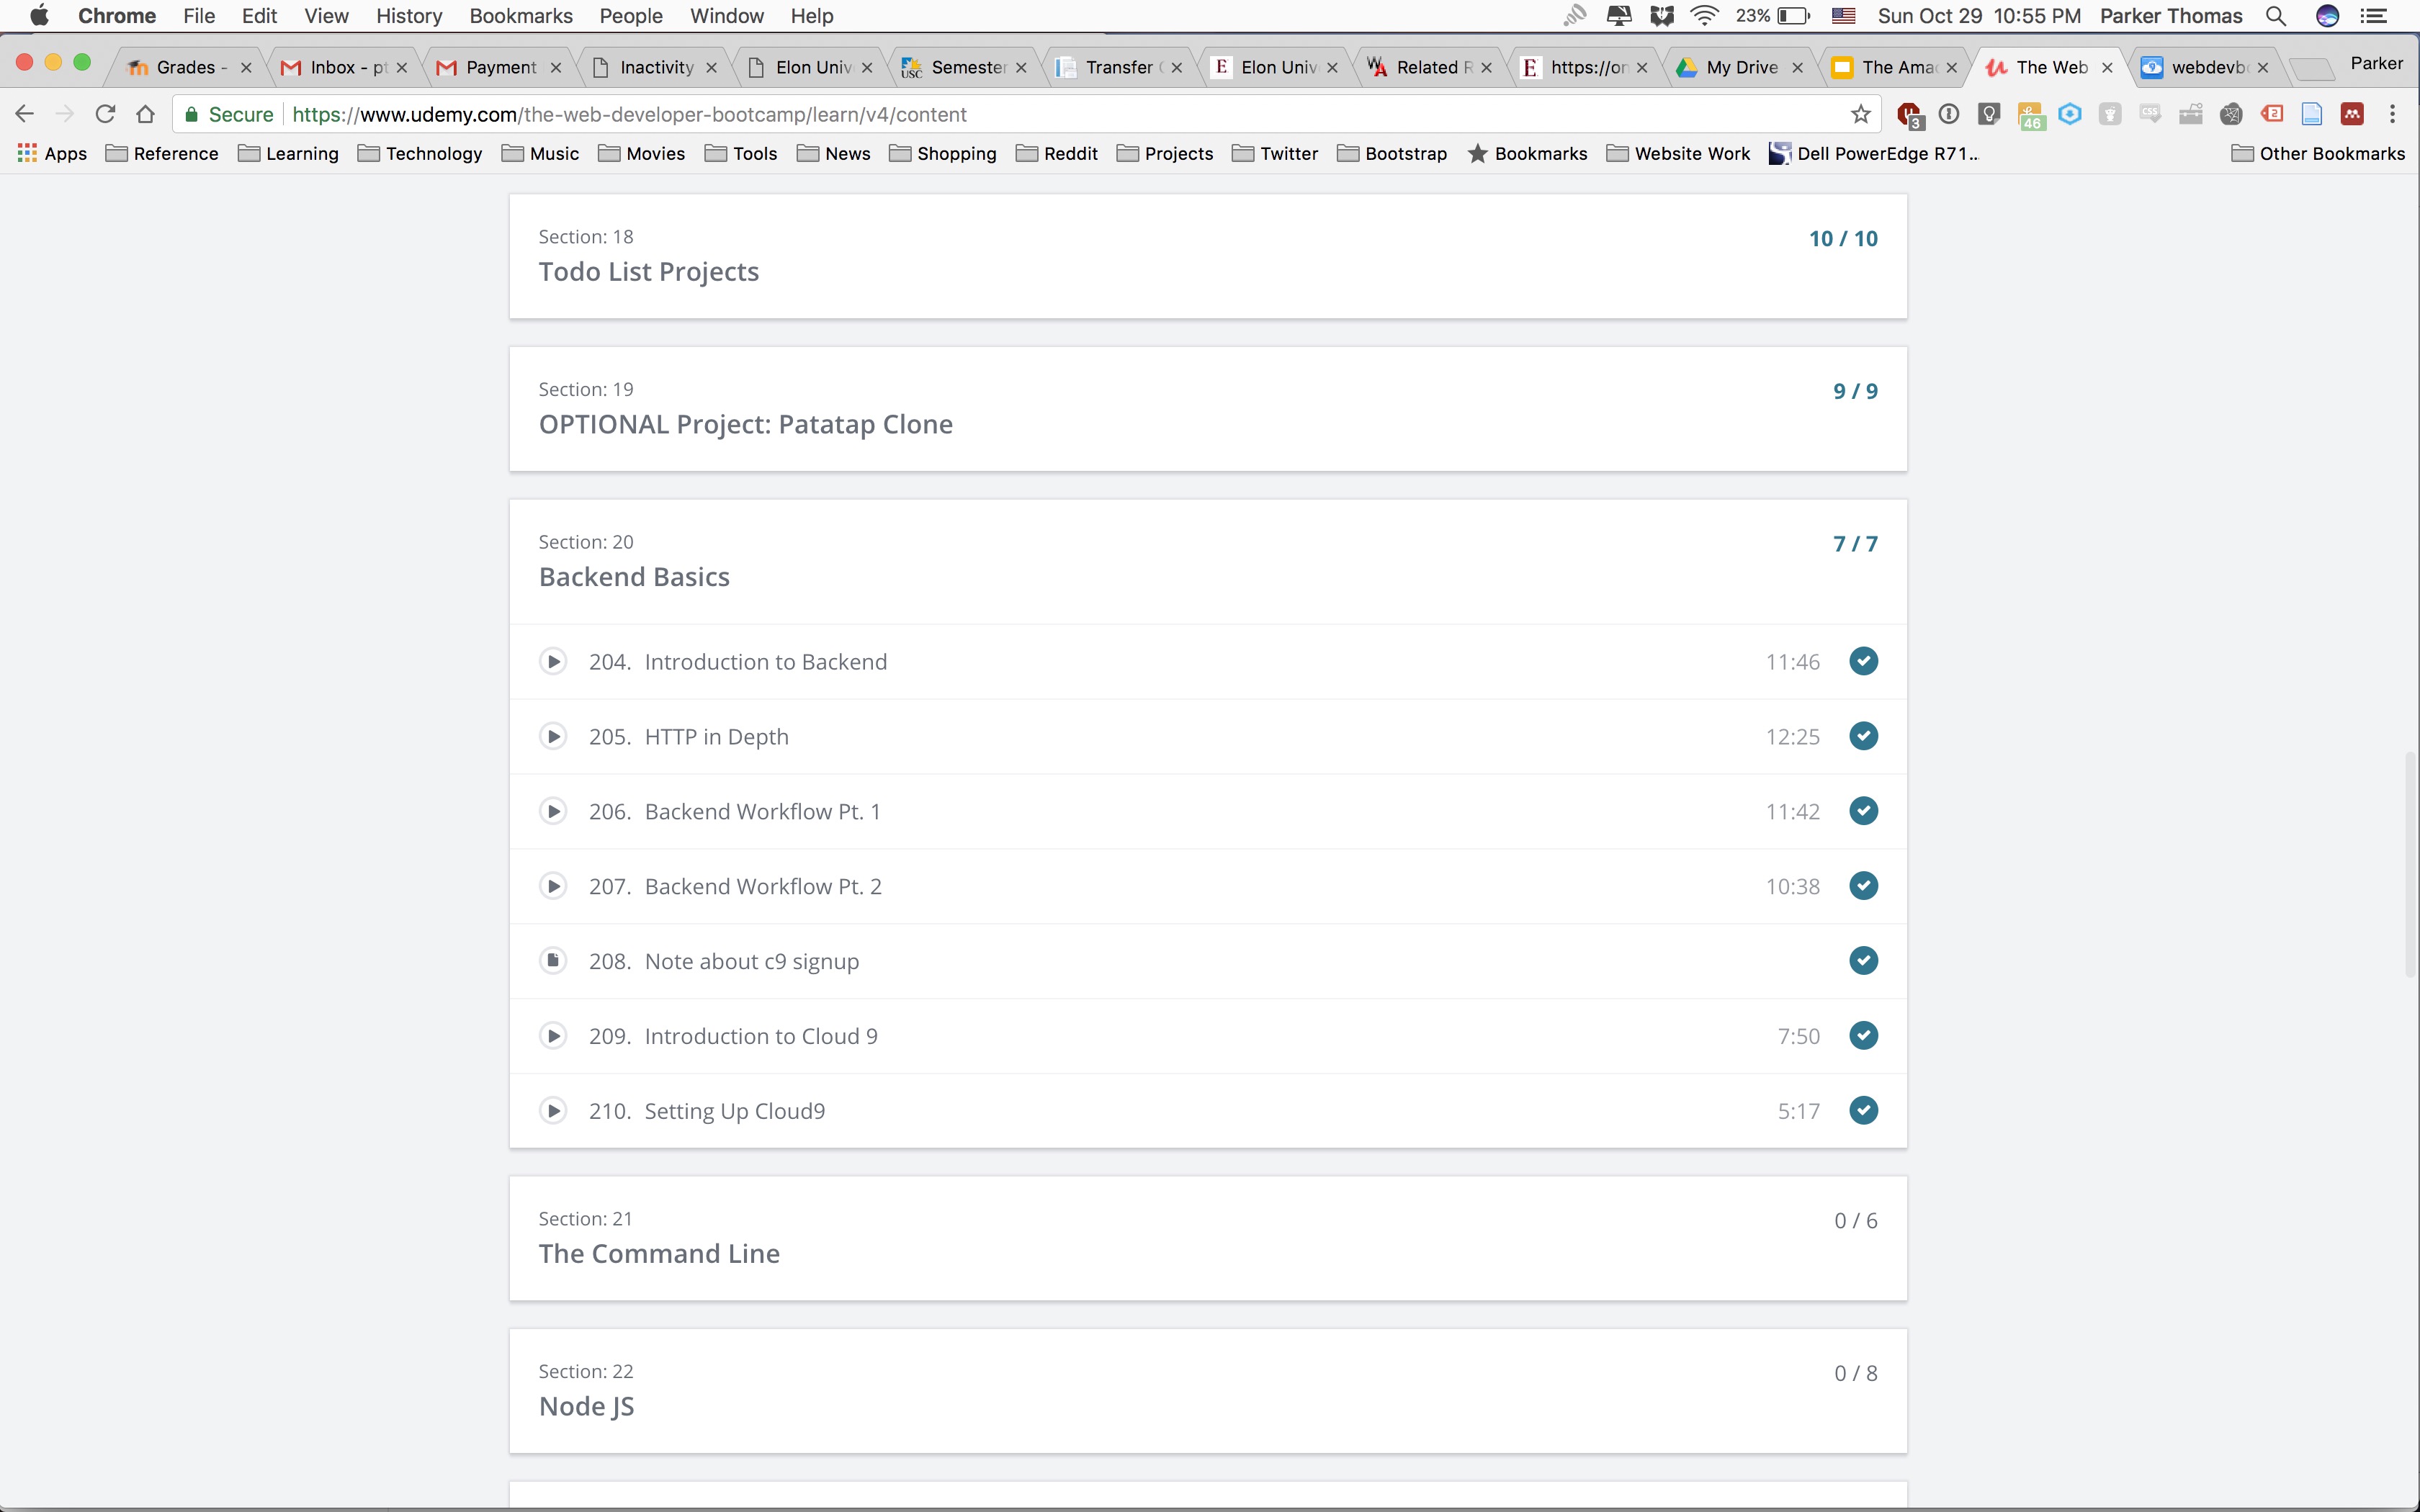 Chrome File Edit View History Bookmarks People Window Help 23% Sun Oct 29 10:55 PM Parker Thomas
Grades - Inbox - pt Payment Inactivity Elon Univ Semester Transfer Elon Univ Related R https://on My Drive The Ama The Web webdevb Parker
Secure https://www.udemy.com/the-web-developer-bootcamp/learn/v4/content 3 46 2
Apps Reference Learning Technology Music Movies Tools News Shopping Reddit Projects Twitter Bootstrap Bookmarks Website Work Dell PowerEdge R71... Other Bookmarks
Section: 18
10 / 10
Todo List Projects
Section: 19
9 / 9
OPTIONAL Project: Patatap Clone
Section: 20
7 / 7
Backend Basics
204. Introduction to Backend 11:46
205. HTTP in Depth 12:25
206. Backend Workflow Pt. 1 11:42
207. Backend Workflow Pt. 2 10:38
208. Note about c9 signup
209. Introduction to Cloud 9 7:50
210. Setting Up Cloud9 5:17
Section: 21
0 / 6
The Command Line
Section: 22
0 / 8
Node JS